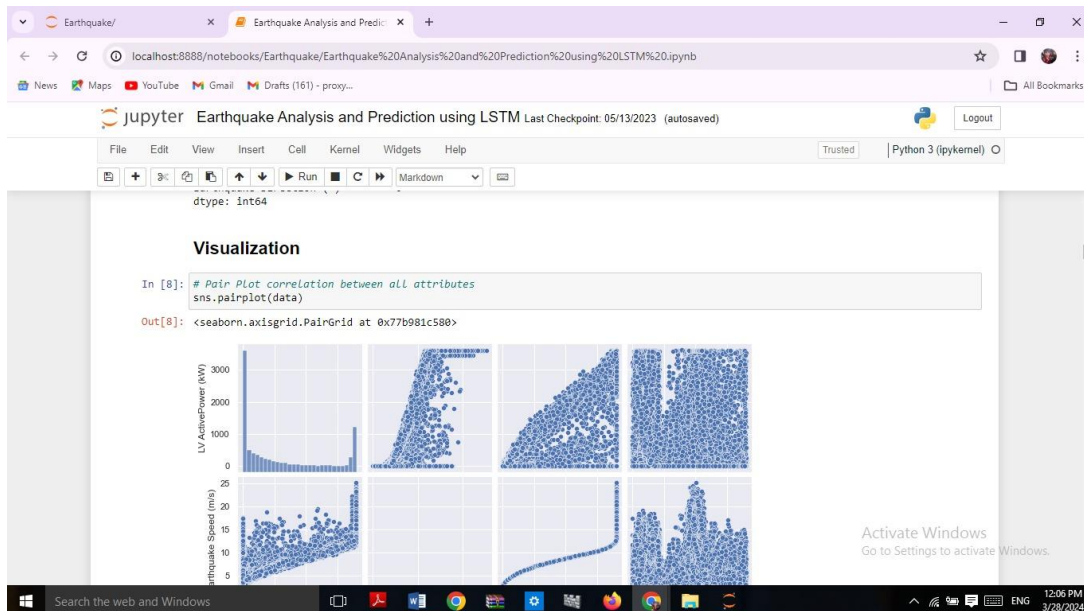 Earthquake/
Earthquake Analysis and Predic
localhost:8888/notebooks/Earthquake/Earthquake%20Analysis%20and%20Prediction%20using%20LSTM%20.ipynb
News Maps YouTube Gmail Drafts (161) - proxy... All Bookmarks
jupyter Earthquake Analysis and Prediction using LSTM Last Checkpoint: 05/13/2023 (autosaved) Logout
File Edit View Insert Cell Kernel Widgets Help Trusted Python 3 (ipykernel)
Run Markdown
dtype: int64
Visualization
In [8]: # Pair Plot correlation between all attributes
sns.pairplot(data)
Out[8]: <seaborn.axisgrid.PairGrid at 0x77b981c580>
LV ActivePower (kW)
3000
2000
1000
0
rthquake Speed (m/s)
25
20
15
10
5
Activate Windows
Go to Settings to activate Windows.
Search the web and Windows
ENG
12:06 PM
3/28/2024